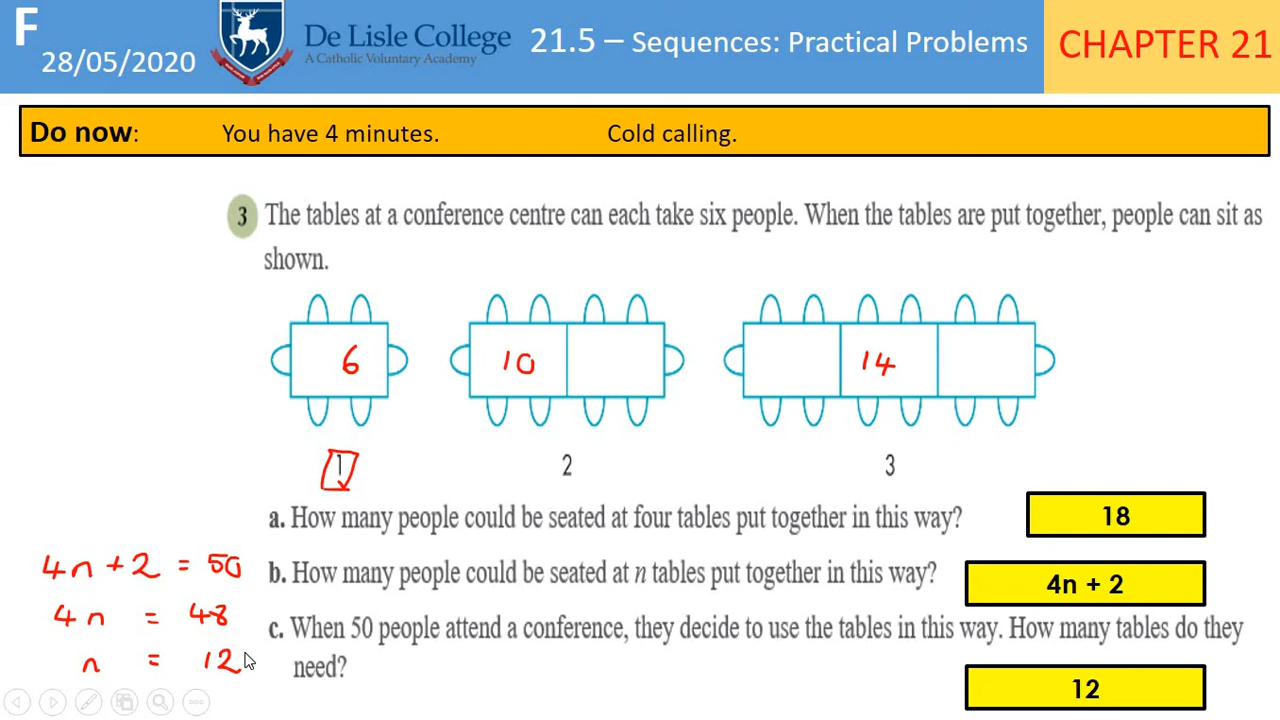 F
28/05/2020
De Lisle College
A Catholic Voluntary Academy
21.5 – Sequences: Practical Problems
CHAPTER 21
Do now: You have 4 minutes. Cold calling.
3 The tables at a conference centre can each take six people. When the tables are put together, people can sit as
shown.
6 10 14
1 2 3
a. How many people could be seated at four tables put together in this way? 18
b. How many people could be seated at n tables put together in this way? 4n + 2
c. When 50 people attend a conference, they decide to use the tables in this way. How many tables do they
need? 12
4n + 2 = 50
4n = 48
n = 12